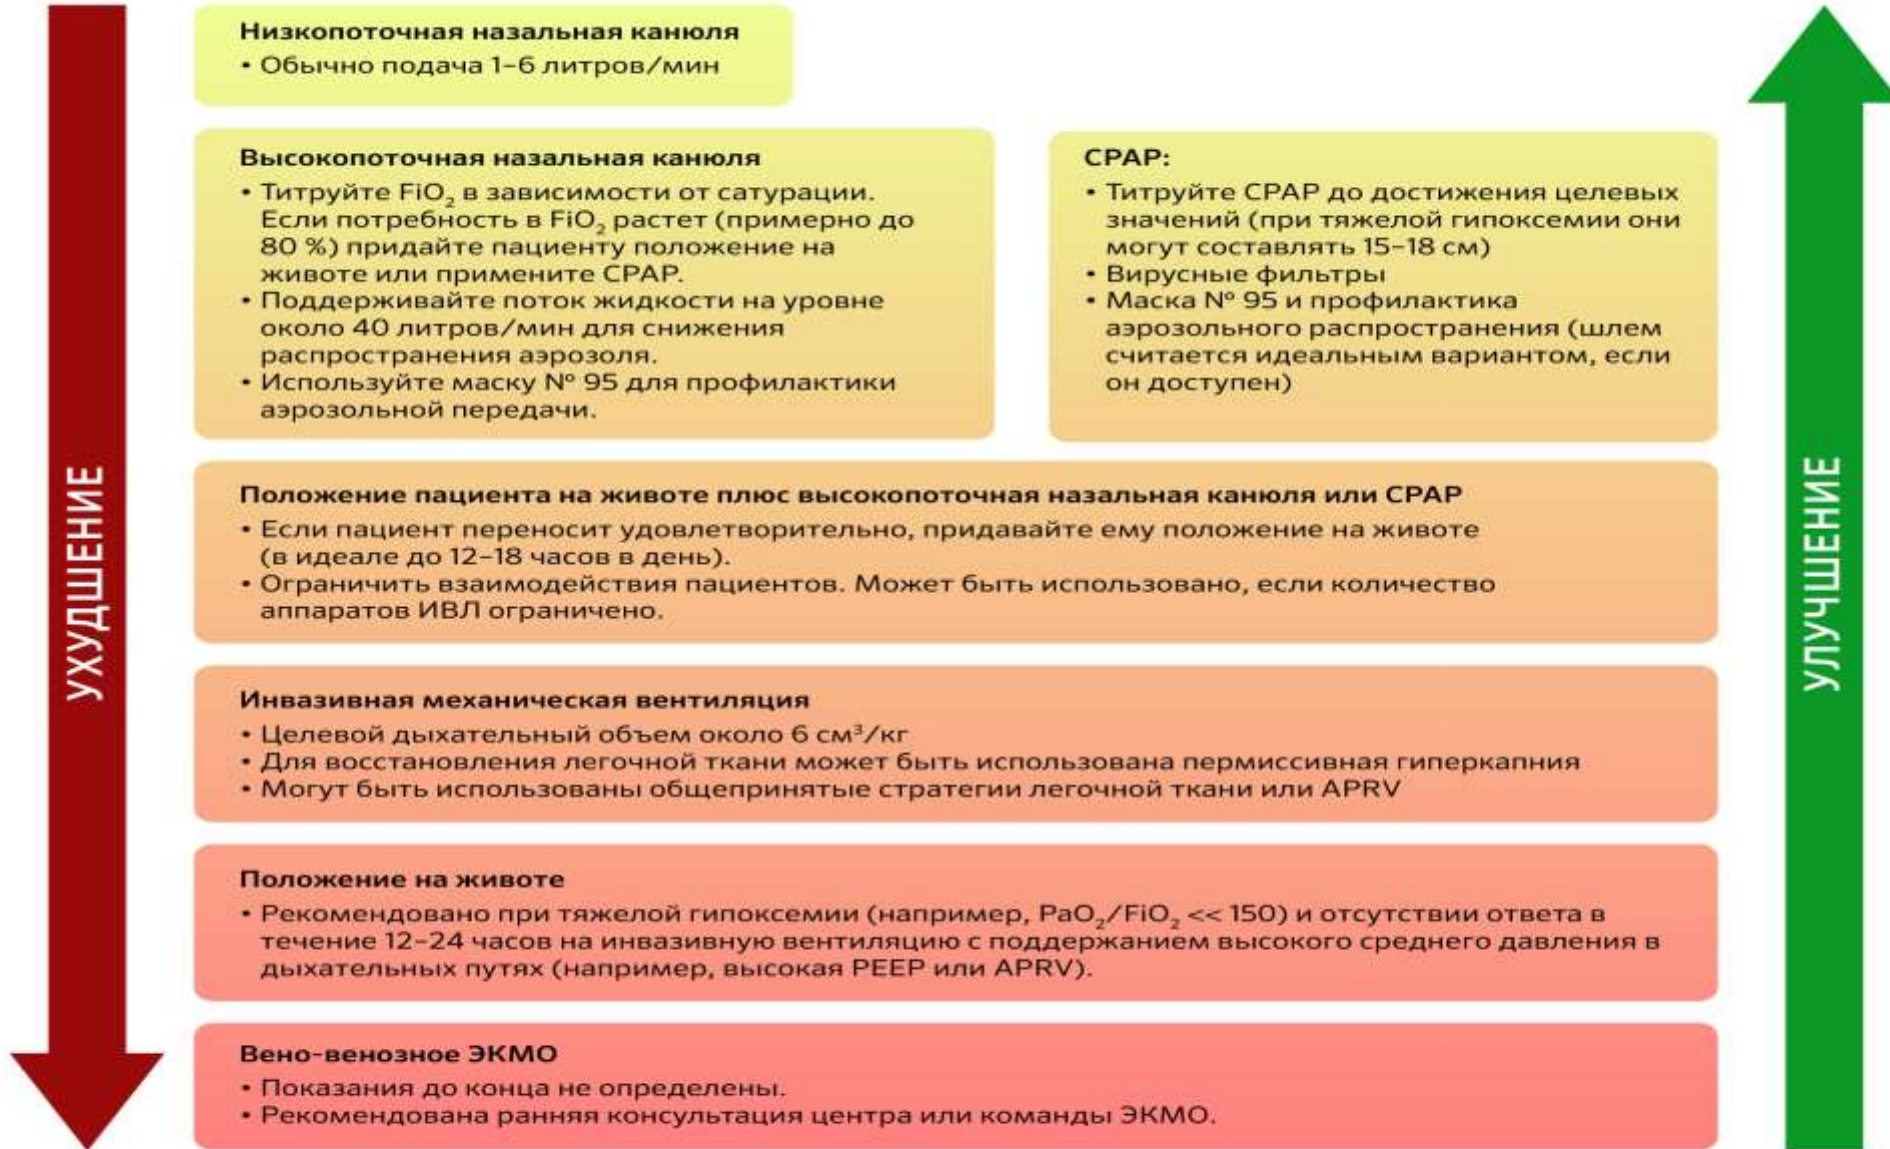 УХУДШЕНИЕ
Низкопоточная назальная канюля
• Обычно подача 1–6 литров/мин
Высокопоточная назальная канюля
• Титруйте FiO₂ в зависимости от сатурации.
Если потребность в FiO₂ растет (примерно до
80 %) придайте пациенту положение на
животе или примените CPAP.
• Поддерживайте поток жидкости на уровне
около 40 литров/мин для снижения
распространения аэрозоля.
• Используйте маску № 95 для профилактики
аэрозольной передачи.
CPAP:
• Титруйте CPAP до достижения целевых
значений (при тяжелой гипоксемии они
могут составлять 15–18 см)
• Вирусные фильтры
• Маска № 95 и профилактика
аэрозольного распространения (шлем
считается идеальным вариантом, если
он доступен)
Положение пациента на животе плюс высокопоточная назальная канюля или CPAP
• Если пациент переносит удовлетворительно, придавайте ему положение на животе
(в идеале до 12–18 часов в день).
• Ограничить взаимодействия пациентов. Может быть использовано, если количество
аппаратов ИВЛ ограничено.
Инвазивная механическая вентиляция
• Целевой дыхательный объем около 6 см³/кг
• Для восстановления легочной ткани может быть использована пермиссивная гиперкапния
• Могут быть использованы общепринятые стратегии легочной ткани или APRV
Положение на животе
• Рекомендовано при тяжелой гипоксемии (например, PaO₂/FiO₂ << 150) и отсутствии ответа в
течение 12–24 часов на инвазивную вентиляцию с поддержанием высокого среднего давления в
дыхательных путях (например, высокая PEEP или APRV).
Вено-венозное ЭКМО
• Показания до конца не определены.
• Рекомендована ранняя консультация центра или команды ЭКМО.
УЛУЧШЕНИЕ